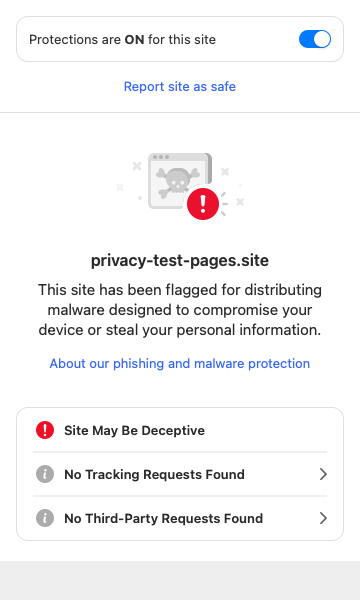 Protections are ON for this site
Report site as safe
privacy-test-pages.site
This site has been flagged for distributing
malware designed to compromise your
device or steal your personal information.
About our phishing and malware protection
Site May Be Deceptive
No Tracking Requests Found
No Third-Party Requests Found